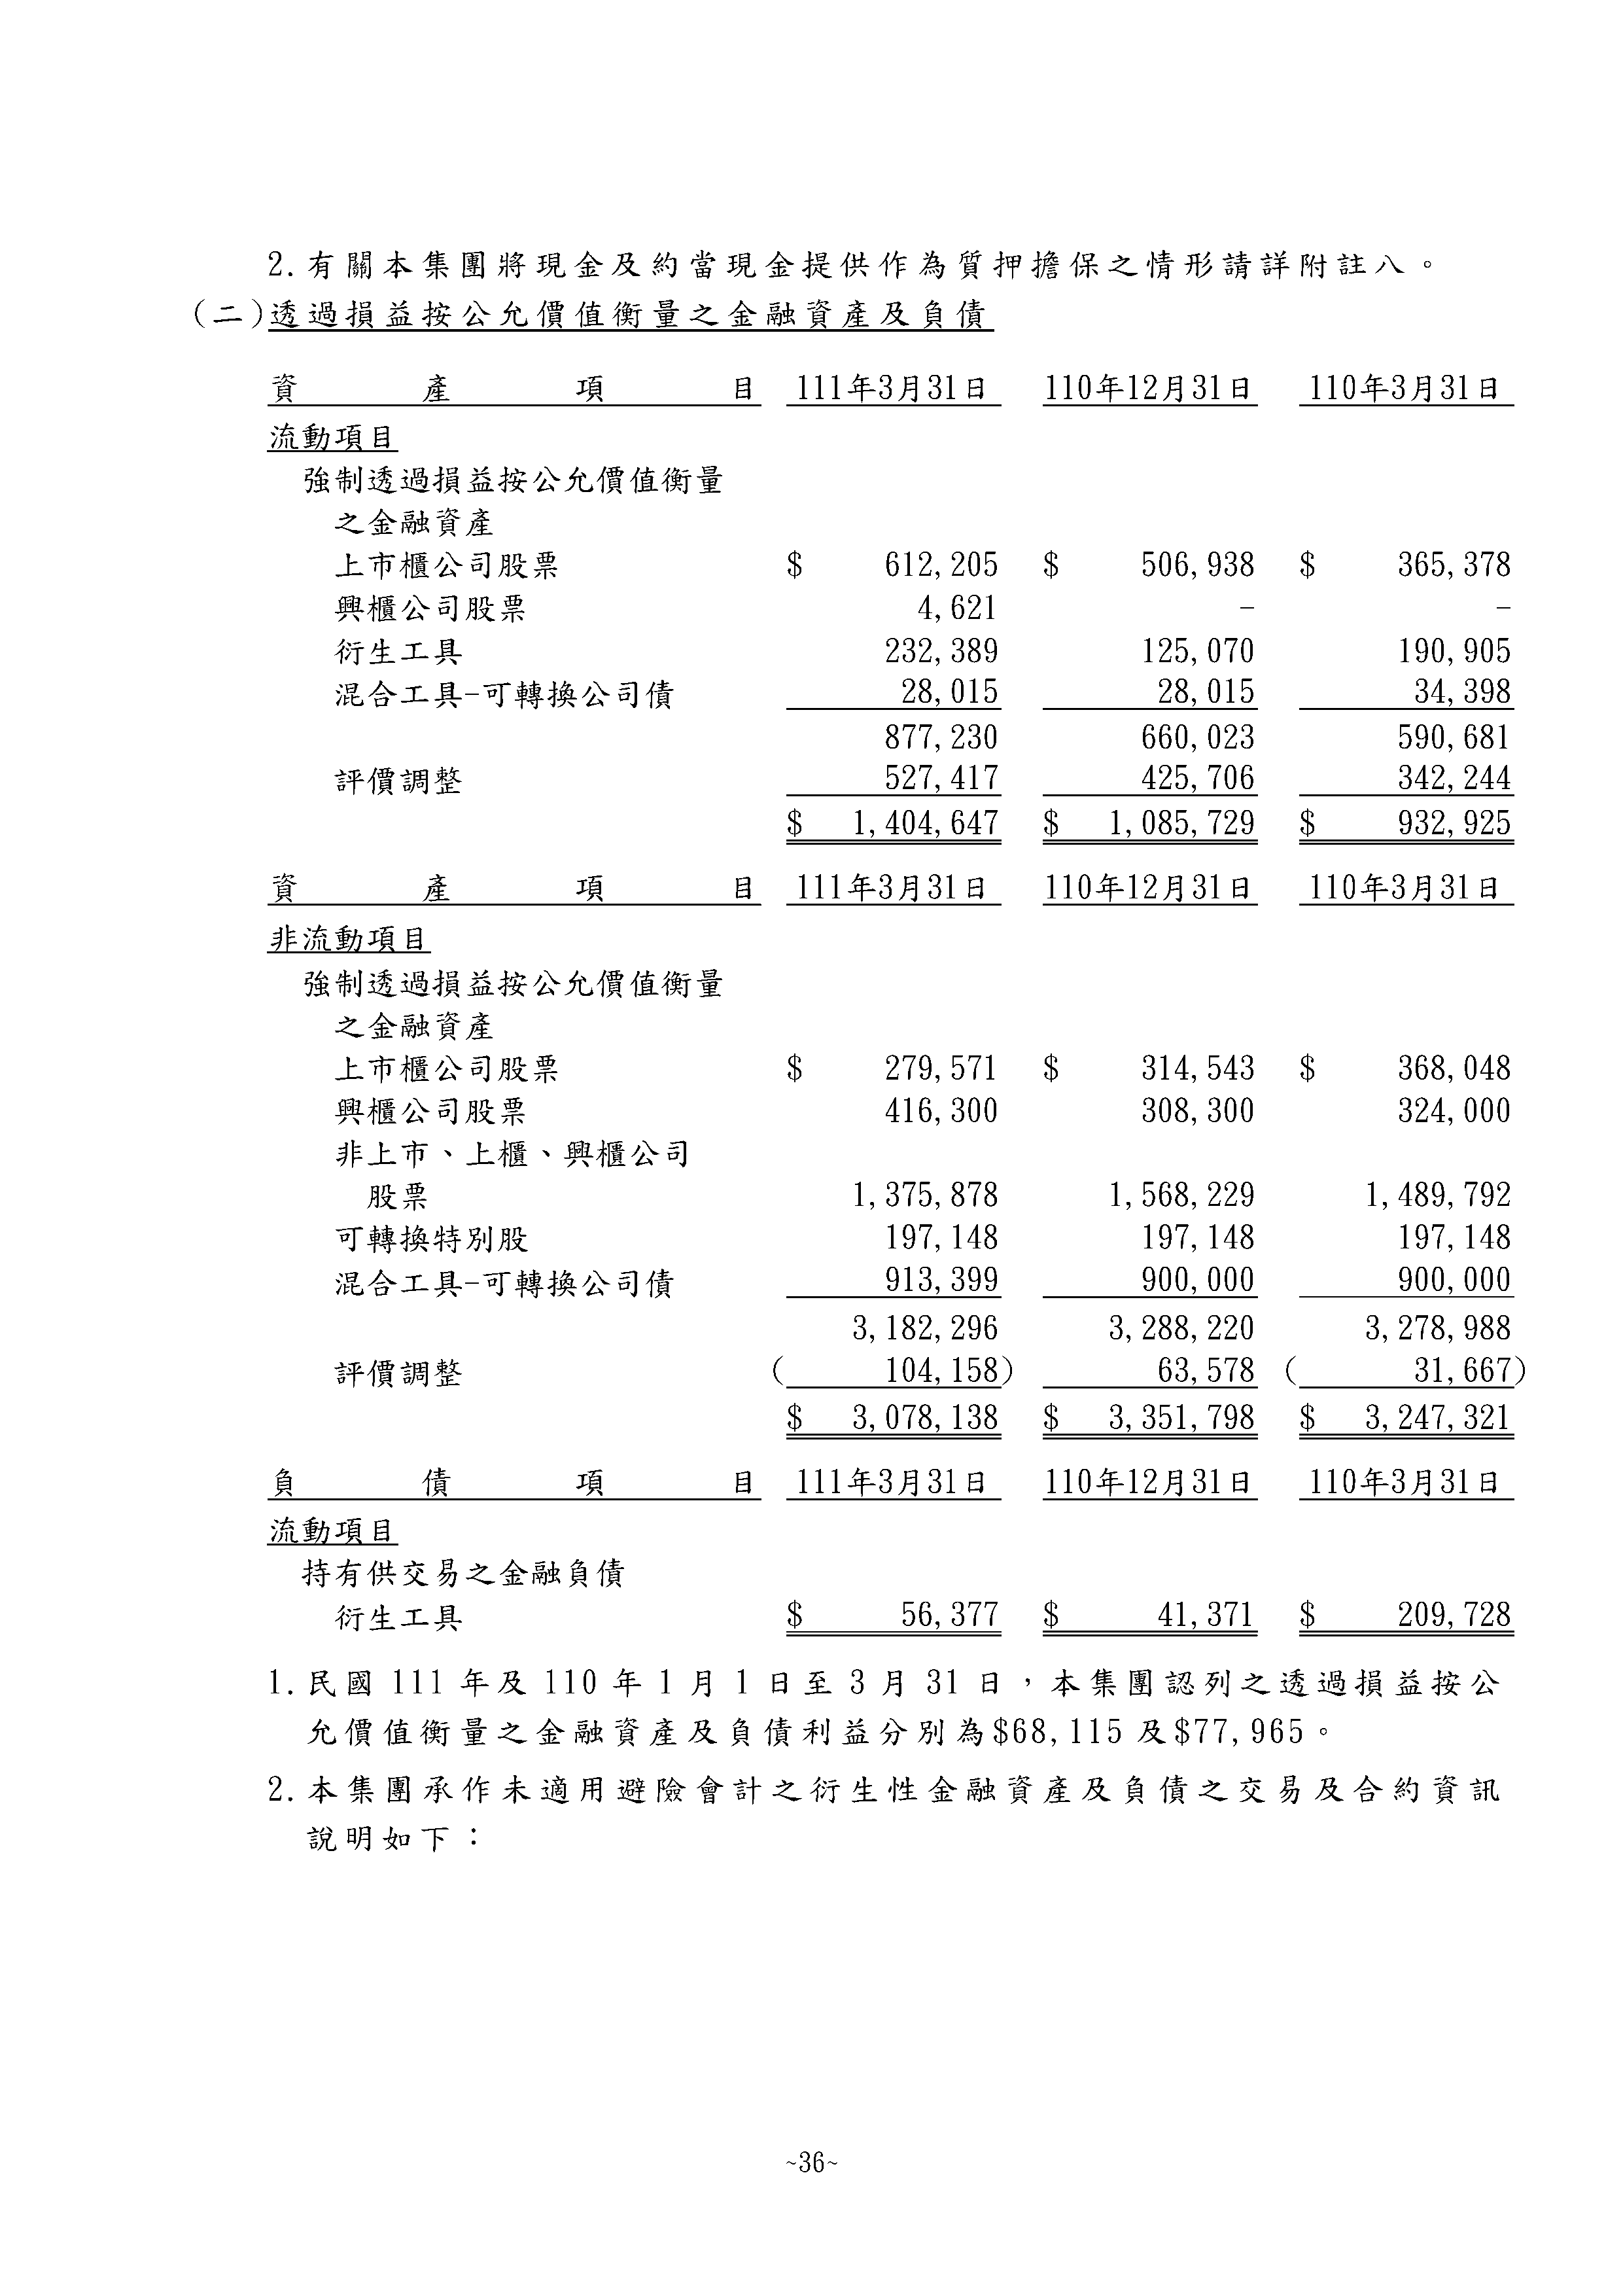 2.有關本集團將現金及約當現金提供作為質押擔保之情形請詳附註八。
(二)透過損益按公允價值衡量之金融資產及負債
資 產 項 目 111年3月31日 110年12月31日 110年3月31日
流動項目
強制透過損益按公允價值衡量
之金融資產
上市櫃公司股票 $ 612,205 $ 506,938 $ 365,378
興櫃公司股票 4,621 - -
衍生工具 232,389 125,070 190,905
混合工具-可轉換公司債 28,015 28,015 34,398
877,230 660,023 590,681
評價調整 527,417 425,706 342,244
$ 1,404,647 $ 1,085,729 $ 932,925
資 產 項 目 111年3月31日 110年12月31日 110年3月31日
非流動項目
強制透過損益按公允價值衡量
之金融資產
上市櫃公司股票 $ 279,571 $ 314,543 $ 368,048
興櫃公司股票 416,300 308,300 324,000
非上市、上櫃、興櫃公司
股票 1,375,878 1,568,229 1,489,792
可轉換特別股 197,148 197,148 197,148
混合工具-可轉換公司債 913,399 900,000 900,000
3,182,296 3,288,220 3,278,988
評價調整 ( 104,158) 63,578 ( 31,667)
$ 3,078,138 $ 3,351,798 $ 3,247,321
負 債 項 目 111年3月31日 110年12月31日 110年3月31日
流動項目
持有供交易之金融負債
衍生工具 $ 56,377 $ 41,371 $ 209,728
1.民國 111 年及 110 年 1 月 1 日至 3 月 31 日，本集團認列之透過損益按公
允價值衡量之金融資產及負債利益分別為$68,115 及$77,965。
2.本集團承作未適用避險會計之衍生性金融資產及負債之交易及合約資訊
說明如下：
~36~